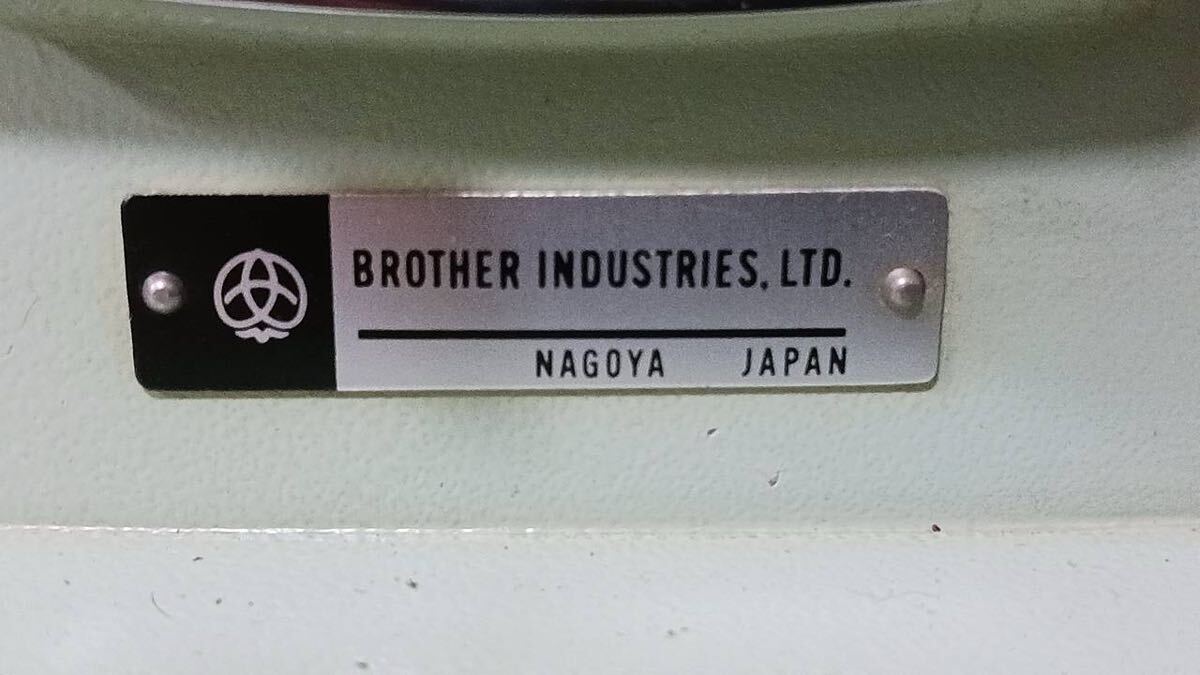 BROTHER INDUSTRIES, LTD.
NAGOYA JAPAN